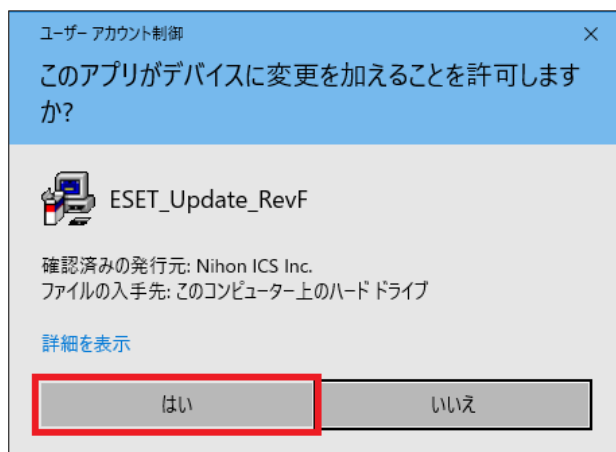 ユーザー アカウント制御
このアプリがデバイスに変更を加えることを許可します
か?
ESET_Update_RevF
確認済みの発行元: Nihon ICS Inc.
ファイルの入手先: このコンピューター上のハード ドライブ
詳細を表示
はい
いいえ